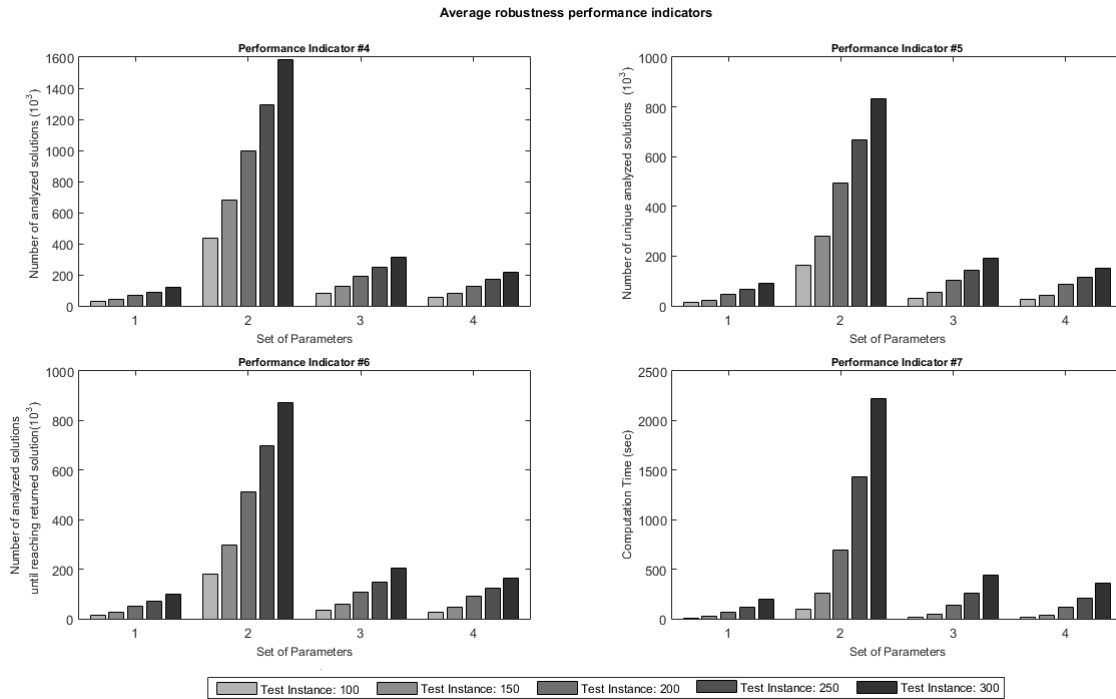 Average robustness performance indicators
Performance Indicator #4
Number of analyzed solutions (10^3)
1600
1400
1200
1000
800
600
400
200
0
1 2 3 4
Set of Parameters
Performance Indicator #5
Number of unique analyzed solutions (10^3)
1000
800
600
400
200
0
1 2 3 4
Set of Parameters
Performance Indicator #6
Number of analyzed solutions
until reaching returned solution(10^3)
1000
800
600
400
200
0
1 2 3 4
Set of Parameters
Performance Indicator #7
Computation Time (sec)
2500
2000
1500
1000
500
0
1 2 3 4
Set of Parameters
Test Instance: 100 Test Instance: 150 Test Instance: 200 Test Instance: 250 Test Instance: 300